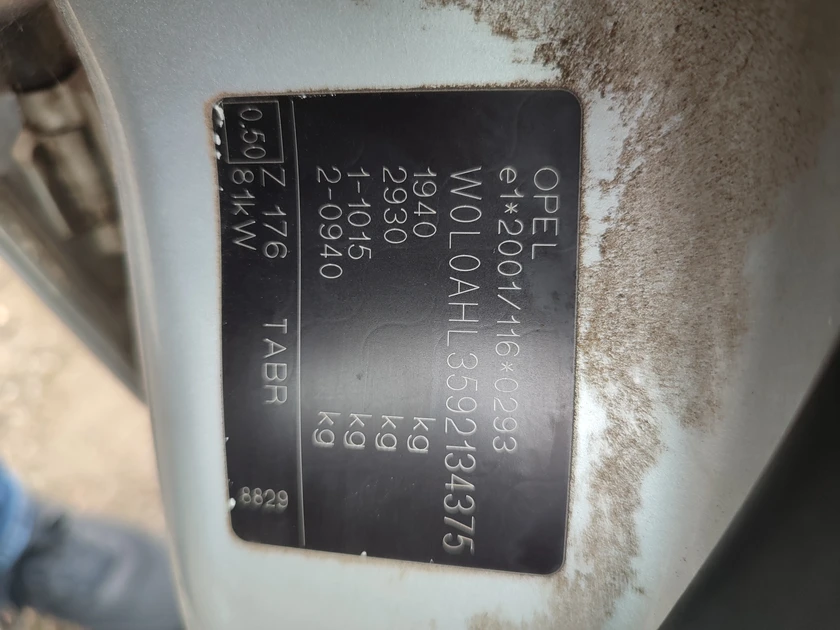 OPEL
e1*2001/116*0293
W0L0AHL3592134375
1940 kg
2930 kg
1-1015 kg
2-0940 kg
0.50 Z 176 TABR
81kW 8829